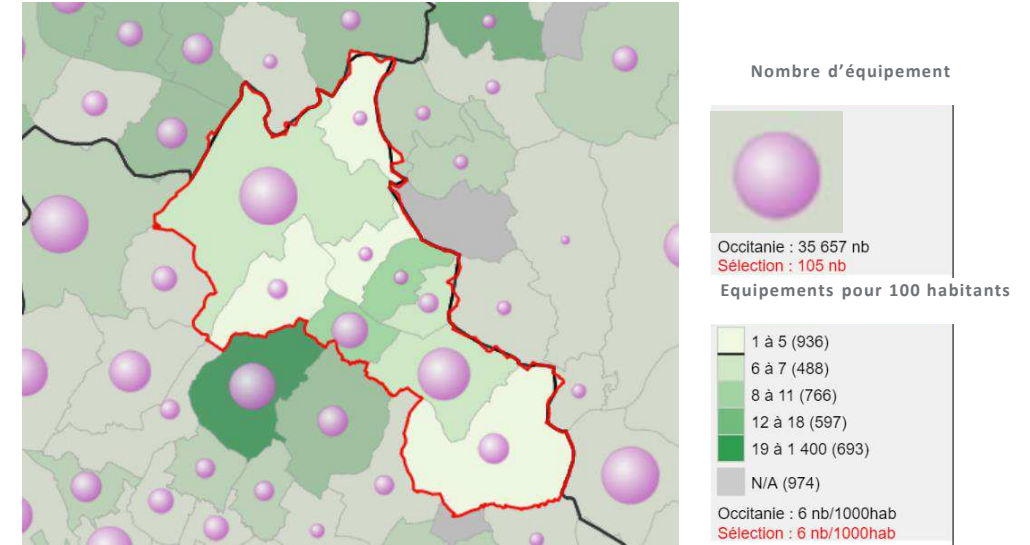 Nombre d'équipement
Occitanie : 35 657 nb
Sélection : 105 nb
Equipements pour 100 habitants
1 à 5 (936)
6 à 7 (488)
8 à 11 (766)
12 à 18 (597)
19 à 1 400 (693)
N/A (974)
Occitanie : 6 nb/1000hab
Sélection : 6 nb/1000hab